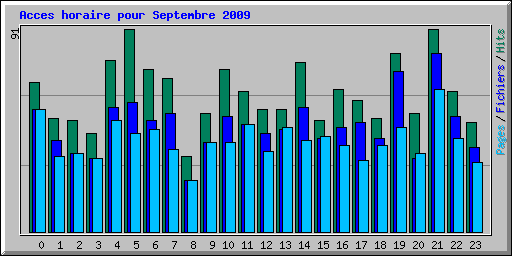 Acces horaire pour Septembre 2009
91
Pages / Fichiers / Hits
0 1 2 3 4 5 6 7 8 9 10 11 12 13 14 15 16 17 18 19 20 21 22 23